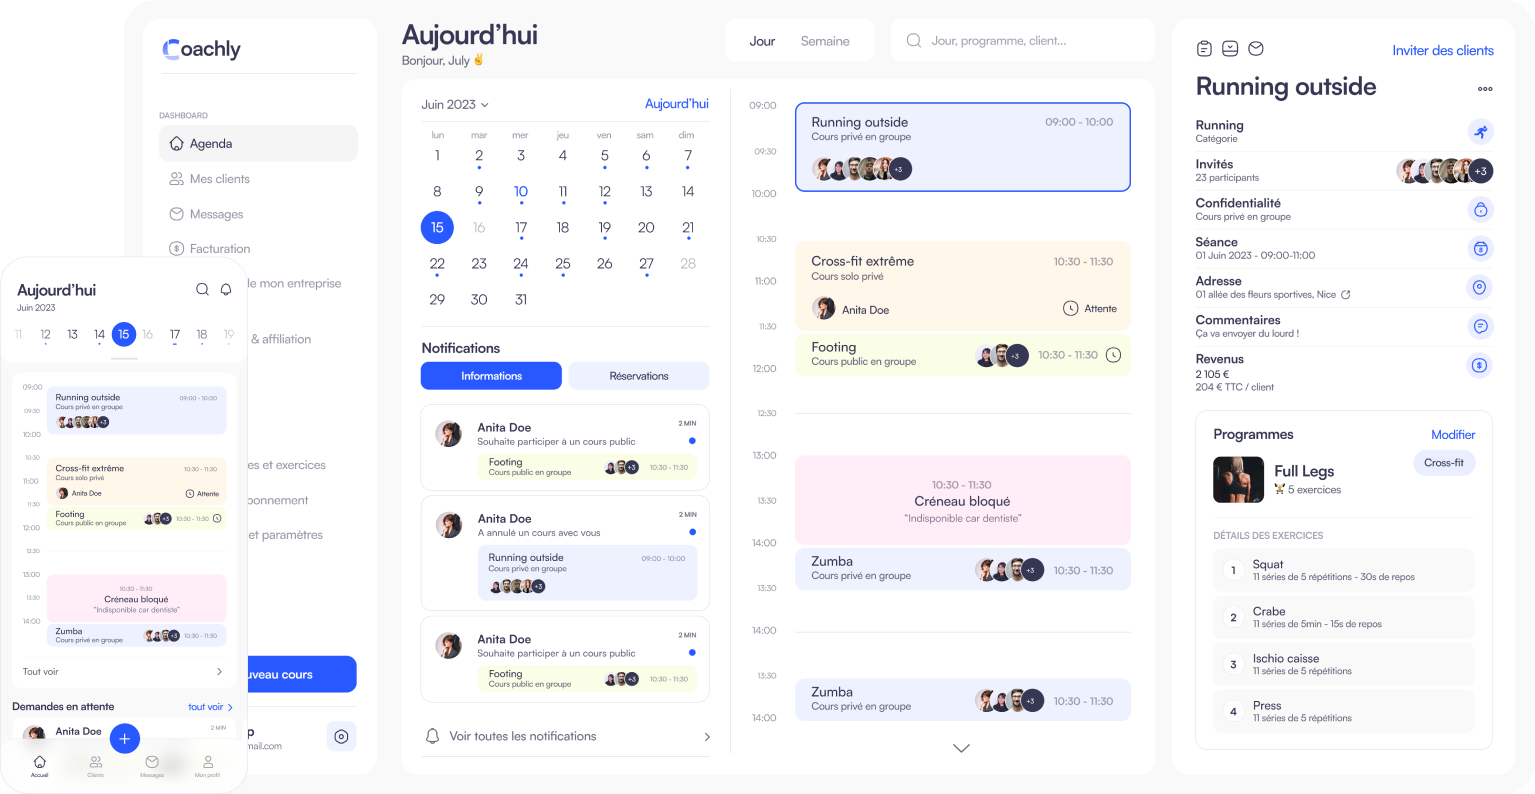 Coachly
DASHBOARD
Agenda
Mes clients
Messages
Facturation
le mon entreprise
& affiliation
es et exercices
bonnement
et paramètres
uveau cours
p
mail.com
Aujourd’hui
Juin 2023
11 12 13 14 15 16 17 18 19
09:00
Running outside 09:00 - 10:00
Cours privé en groupe
09:30
+3
10:00
10:30
Cross-fit extrême 10:30 - 11:30
Cours solo privé
11:00
Anita Doe Attente
11:30
Footing
Cours public en groupe +3 10:30 - 11:30
12:00
12:30
13:00
10:30 - 11:30
13:30
Créneau bloqué
“Indisponible car dentiste”
14:00
Zumba
Cours privé en groupe +3 10:30 - 11:30
Tout voir
Demandes en attente tout voir
Anita Doe 2 MIN
+
Accueil Clients Messages Mon profil
Aujourd’hui
Bonjour, July ✌️
Jour Semaine
Jour, programme, client...
Juin 2023 Aujourd’hui
lun mar mer jeu ven sam dim
1 2 3 4 5 6 7
8 9 10 11 12 13 14
15 16 17 18 19 20 21
22 23 24 25 26 27 28
29 30 31
Notifications
Informations Réservations
Anita Doe 2 MIN
Souhaite participer à un cours public
Footing
Cours public en groupe +3 10:30 - 11:30
Anita Doe 2 MIN
A annulé un cours avec vous
Running outside 09:00 - 10:00
Cours privé en groupe
+3
Anita Doe 2 MIN
Souhaite participer à un cours public
Footing
Cours public en groupe +3 10:30 - 11:30
Voir toutes les notifications
09:00
Running outside 09:00 - 10:00
Cours privé en groupe
09:30
+3
10:00
10:30
Cross-fit extrême 10:30 - 11:30
Cours solo privé
11:00
Anita Doe Attente
11:30
Footing
Cours public en groupe +3 10:30 - 11:30
12:00
12:30
13:00
10:30 - 11:30
13:30
Créneau bloqué
“Indisponible car dentiste”
14:00
Zumba
Cours privé en groupe +3 10:30 - 11:30
13:30
14:00
13:30
Zumba
Cours privé en groupe +3 10:30 - 11:30
14:00
Inviter des clients
Running outside
Running
Catégorie
Invités
23 participants +3
Confidentialité
Cours privé en groupe
Séance
01 Juin 2023 - 09:00-11:00
Adresse
01 allée des fleurs sportives, Nice
Commentaires
Ça va envoyer du lourd !
Revenus
2 105 €
204 € TTC / client
Programmes Modifier
Full Legs Cross-fit
5 exercices
DÉTAILS DES EXERCICES
1 Squat
11 séries de 5 répétitions - 30s de repos
2 Crabe
11 séries de 5min - 15s de repos
3 Ischio caisse
11 séries de 5 répétitions
4 Press
11 séries de 5 répétitions